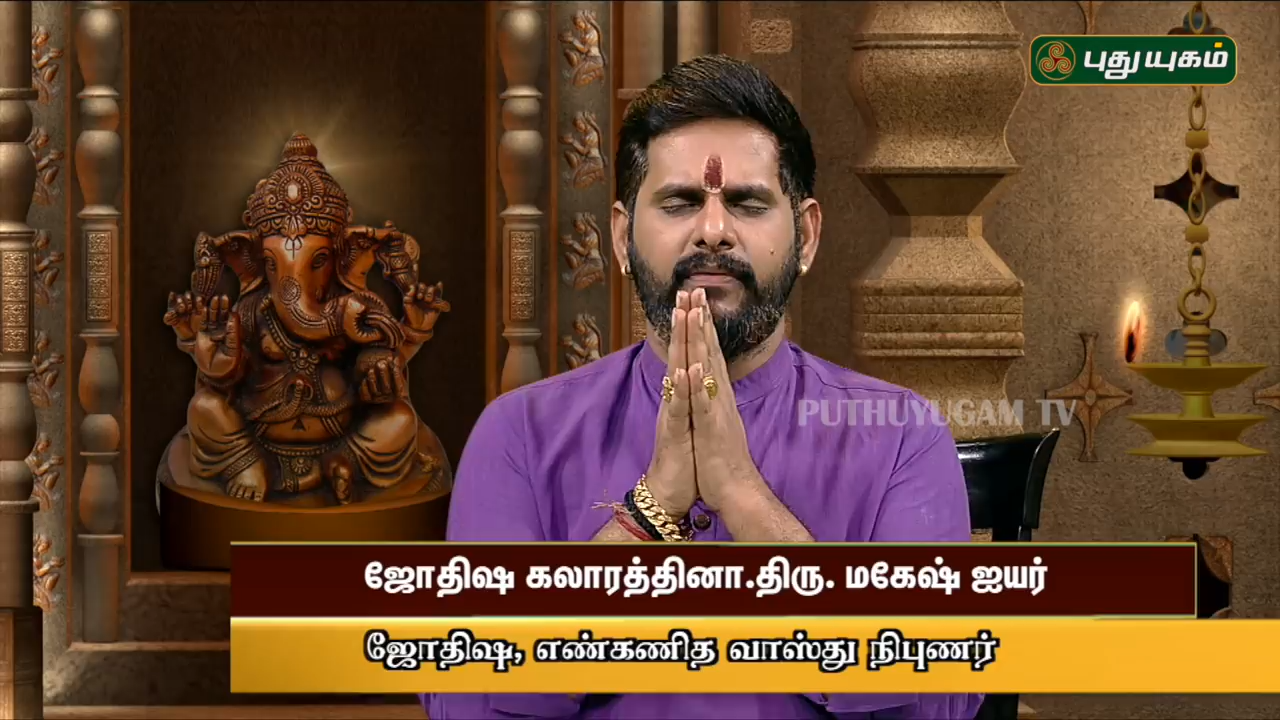 புதுயுகம்
PUTHUYUGAM TV
ஜோதிஷ கலாரத்தினா.திரு. மகேஷ் ஐயர்
ஜோதிஷ, எண்கணித வாஸ்து நிபுணர்